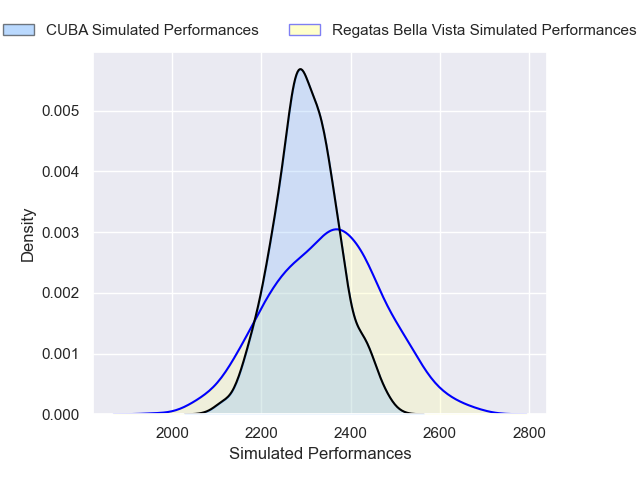 CUBA Simulated Performances
Regatas Bella Vista Simulated Performances
0.005
0.004
0.003
0.002
0.001
0.000
Density
2000 2200 2400 2600 2800
Simulated Performances